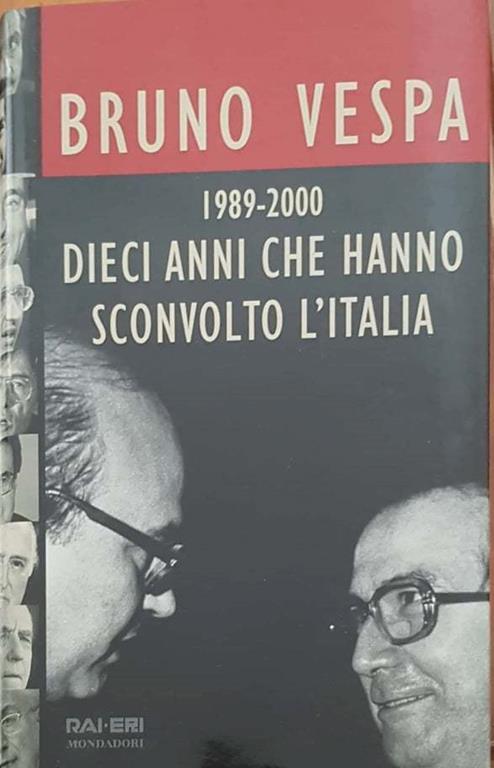 BRUNO VESPA
1989-2000
DIECI ANNI CHE HANNO
SCONVOLTO L'ITALIA
RAI-ERI
MONDADORI